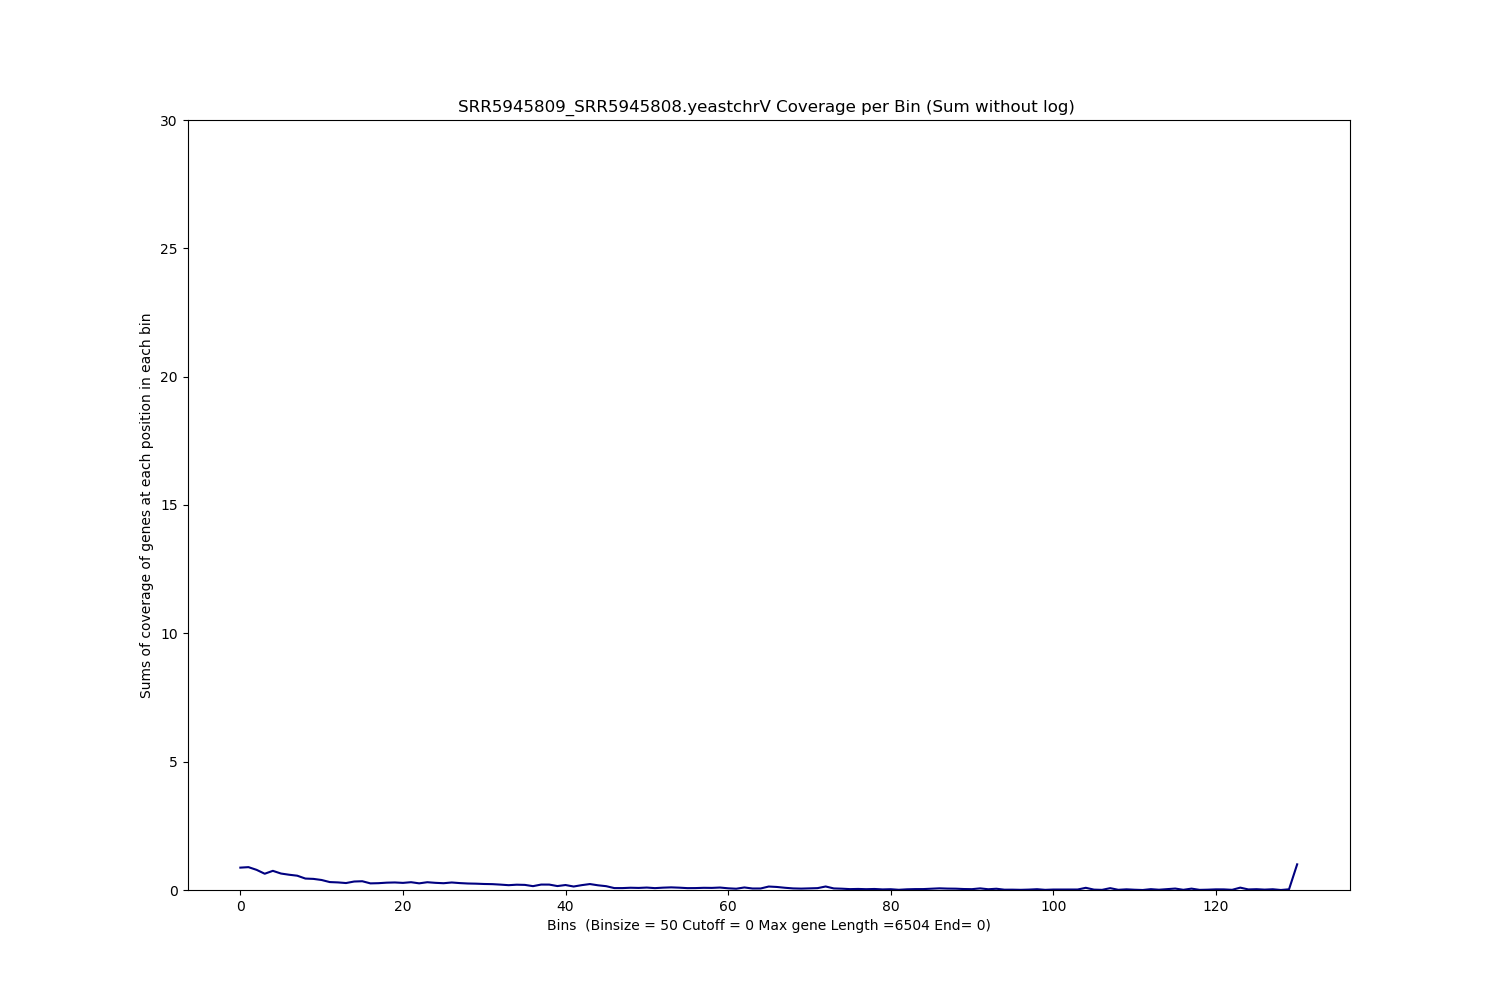 SRR5945809_SRR5945808.yeastchrV Coverage per Bin (Sum without log)
Sums of coverage of genes at each position in each bin
30
25
20
15
10
5
0
0 20 40 60 80 100 120
Bins  (Binsize = 50 Cutoff = 0 Max gene Length =6504 End= 0)